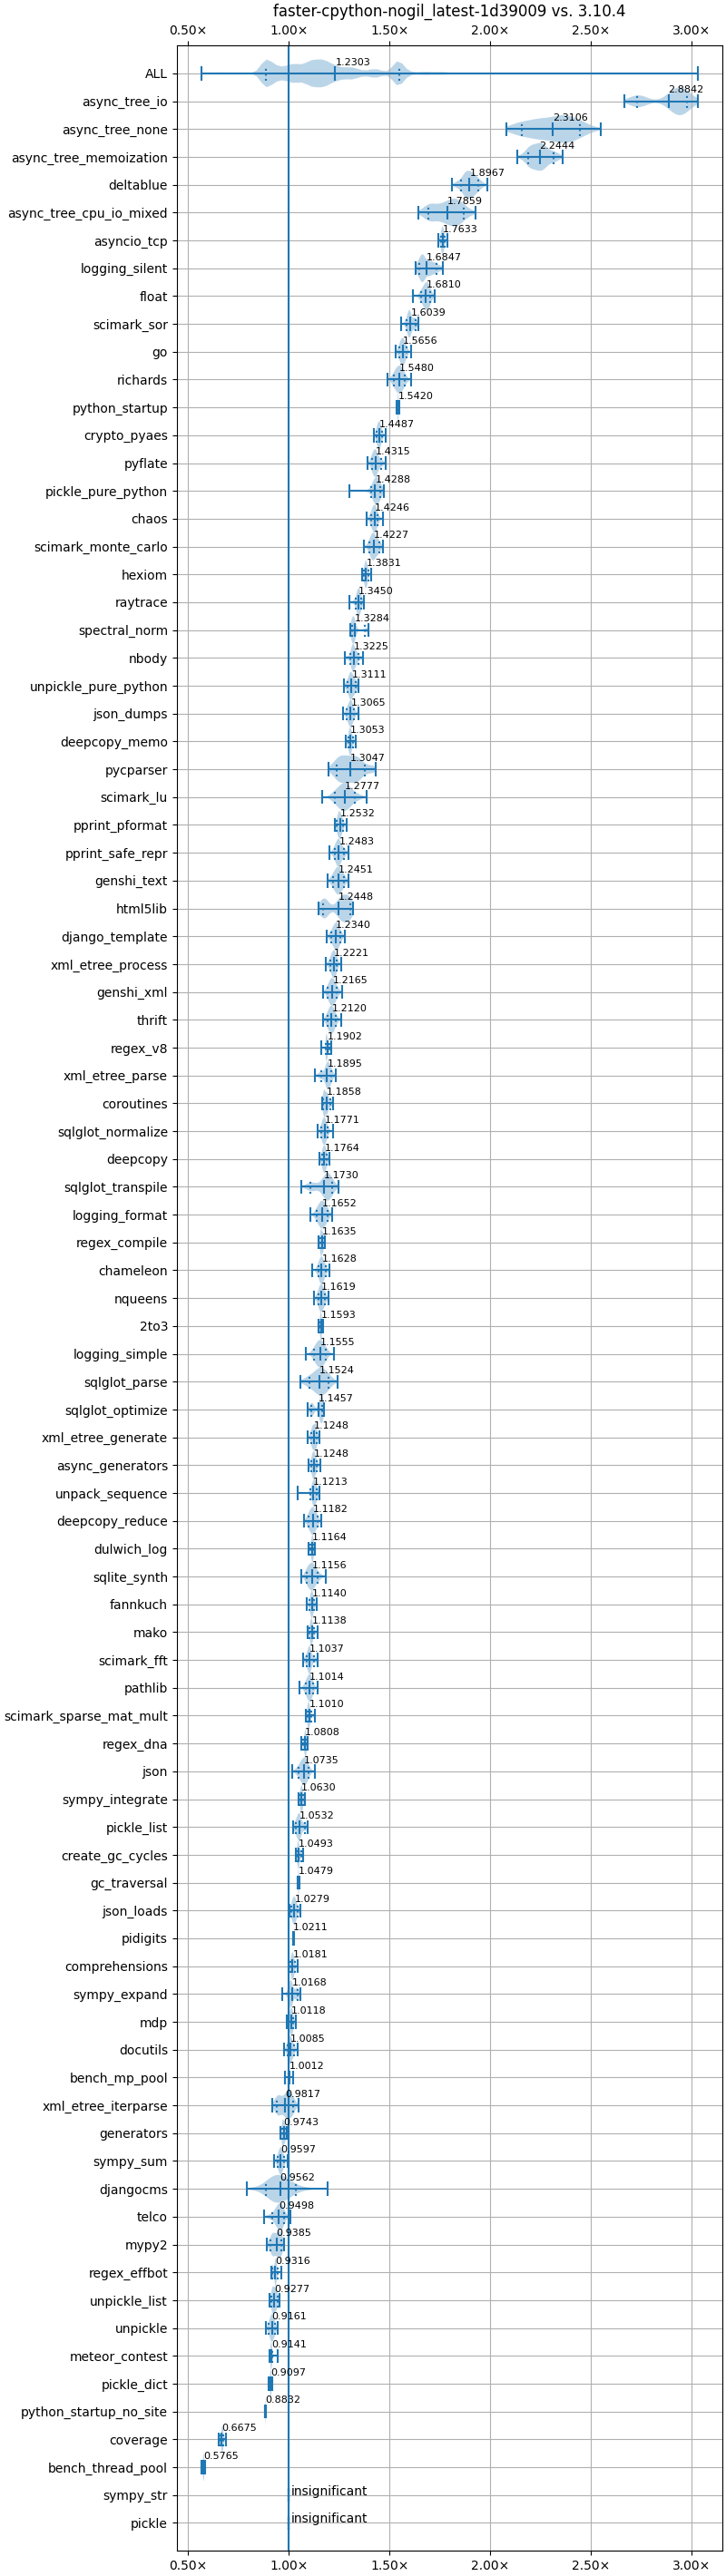 faster-cpython-nogil_latest-1d39009 vs. 3.10.4
0.50× 1.00× 1.50× 2.00× 2.50× 3.00×
ALL 1.2303
async_tree_io 2.8842
async_tree_none 2.3106
async_tree_memoization 2.2444
deltablue 1.8967
async_tree_cpu_io_mixed 1.7859
asyncio_tcp 1.7633
logging_silent 1.6847
float 1.6810
scimark_sor 1.6039
go 1.5656
richards 1.5480
python_startup 1.5420
crypto_pyaes 1.4487
pyflate 1.4315
pickle_pure_python 1.4288
chaos 1.4246
scimark_monte_carlo 1.4227
hexiom 1.3831
raytrace 1.3450
spectral_norm 1.3284
nbody 1.3225
unpickle_pure_python 1.3111
json_dumps 1.3065
deepcopy_memo 1.3053
pycparser 1.3047
scimark_lu 1.2777
pprint_pformat 1.2532
pprint_safe_repr 1.2483
genshi_text 1.2451
html5lib 1.2448
django_template 1.2340
xml_etree_process 1.2221
genshi_xml 1.2165
thrift 1.2120
regex_v8 1.1902
xml_etree_parse 1.1895
coroutines 1.1858
sqlglot_normalize 1.1771
deepcopy 1.1764
sqlglot_transpile 1.1730
logging_format 1.1652
regex_compile 1.1635
chameleon 1.1628
nqueens 1.1619
2to3 1.1593
logging_simple 1.1555
sqlglot_parse 1.1524
sqlglot_optimize 1.1457
xml_etree_generate 1.1248
async_generators 1.1248
unpack_sequence 1.1213
deepcopy_reduce 1.1182
dulwich_log 1.1164
sqlite_synth 1.1156
fannkuch 1.1140
mako 1.1138
scimark_fft 1.1037
pathlib 1.1014
scimark_sparse_mat_mult 1.1010
regex_dna 1.0808
json 1.0735
sympy_integrate 1.0630
pickle_list 1.0532
create_gc_cycles 1.0493
gc_traversal 1.0479
json_loads 1.0279
pidigits 1.0211
comprehensions 1.0181
sympy_expand 1.0168
mdp 1.0118
docutils 1.0085
bench_mp_pool 1.0012
xml_etree_iterparse 0.9817
generators 0.9743
sympy_sum 0.9597
djangocms 0.9562
telco 0.9498
mypy2 0.9385
regex_effbot 0.9316
unpickle_list 0.9277
unpickle 0.9161
meteor_contest 0.9141
pickle_dict 0.9097
python_startup_no_site 0.8832
coverage 0.6675
bench_thread_pool 0.5765
sympy_str insignificant
pickle insignificant
0.50× 1.00× 1.50× 2.00× 2.50× 3.00×